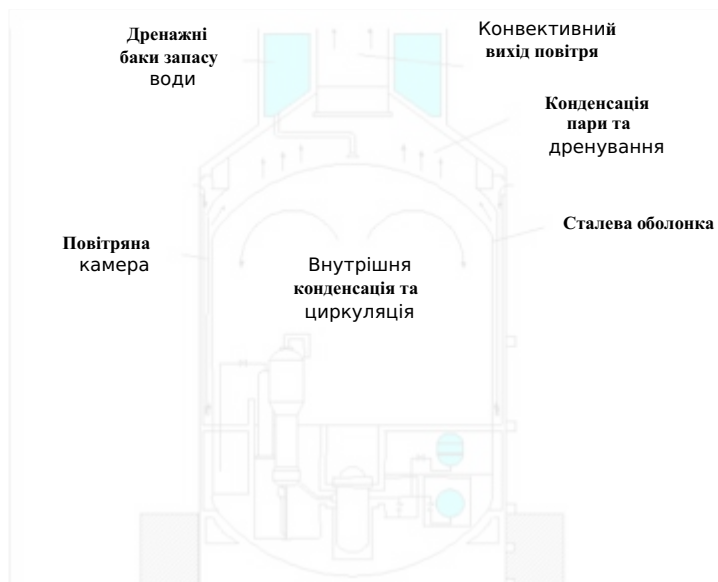 Дренажні
баки запасу
води
Конвективний
вихід повітря
Конденсація
пари та
дренування
Сталева оболонка
Повітряна
камера
Внутрішня
конденсація та
циркуляція